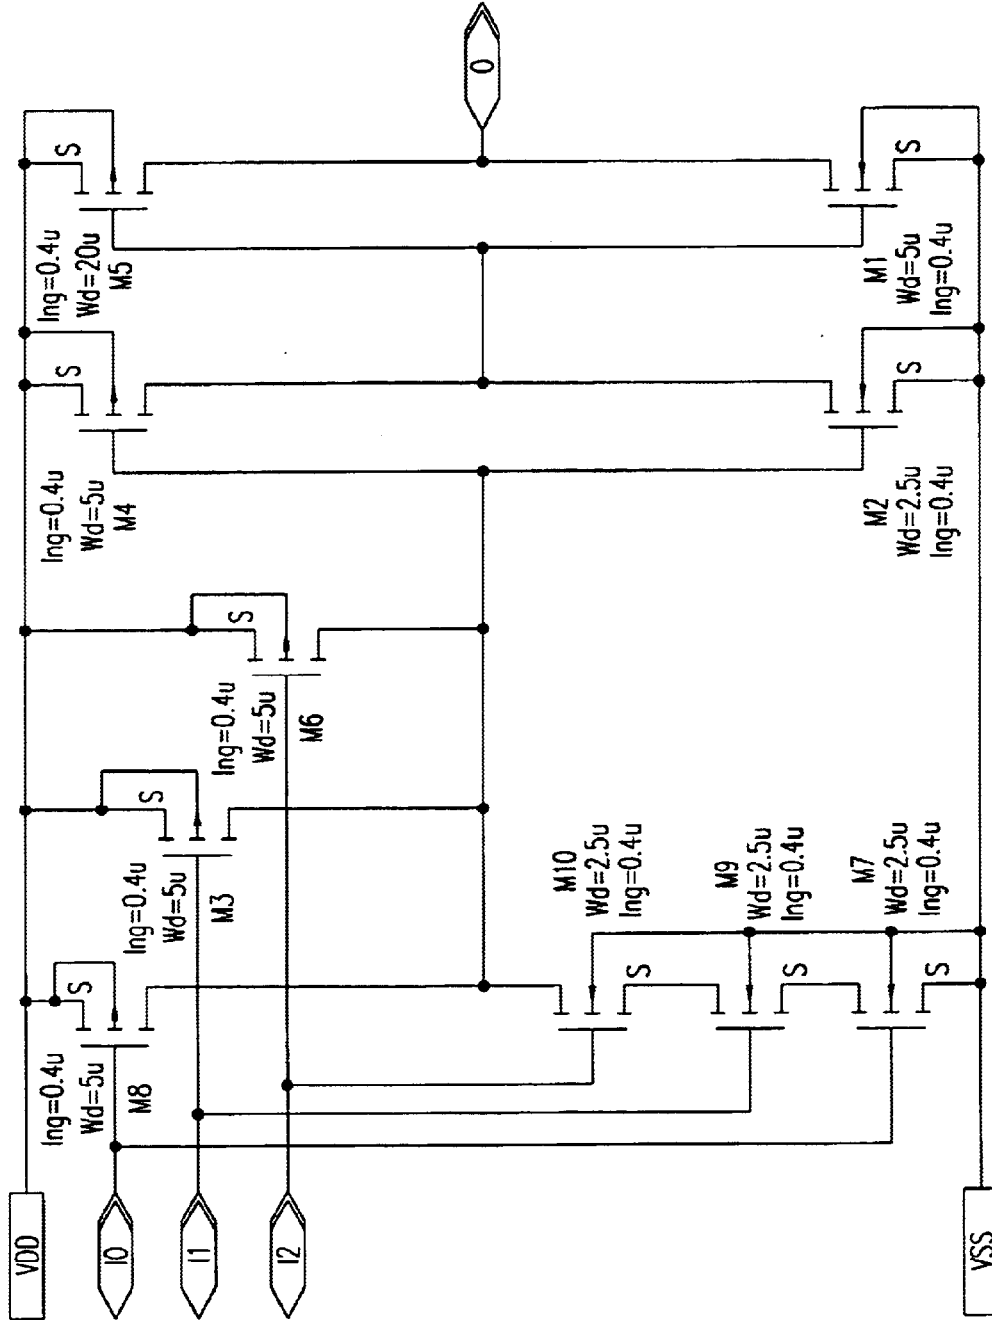 VDD
I0
I1
I2
VSS
lng=0.4u
Wd=5u
M8
S
lng=0.4u
Wd=5u
M3
S
lng=0.4u
Wd=5u
M6
S
M10
Wd=2.5u
lng=0.4u
S
M9
Wd=2.5u
lng=0.4u
S
M7
Wd=2.5u
lng=0.4u
S
lng=0.4u
Wd=5u
M4
S
M2
Wd=2.5u
lng=0.4u
S
lng=0.4u
Wd=20u
M5
S
M1
Wd=5u
lng=0.4u
S
O